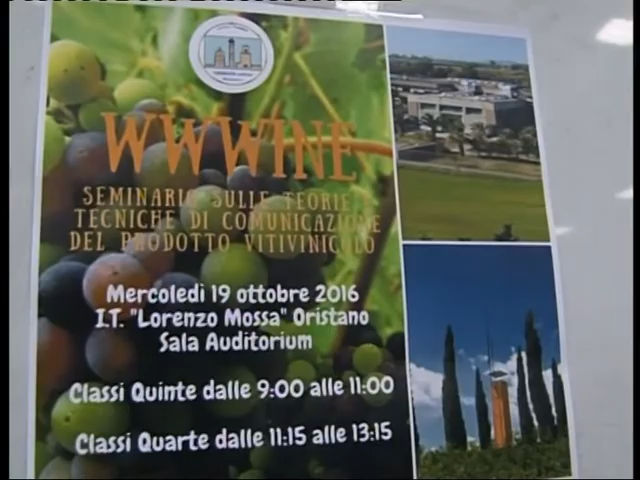 WWWINE
SEMINARIO SULLE TEORIE
TECNICHE DI COMUNICAZIONE
DEL PRODOTTO VITIVINICOLO
Mercoledì 19 ottobre 2016
I.T. "Lorenzo Mossa" Oristano
Sala Auditorium
Classi Quinte dalle 9:00 alle 11:00
Classi Quarte dalle 11:15 alle 13:15